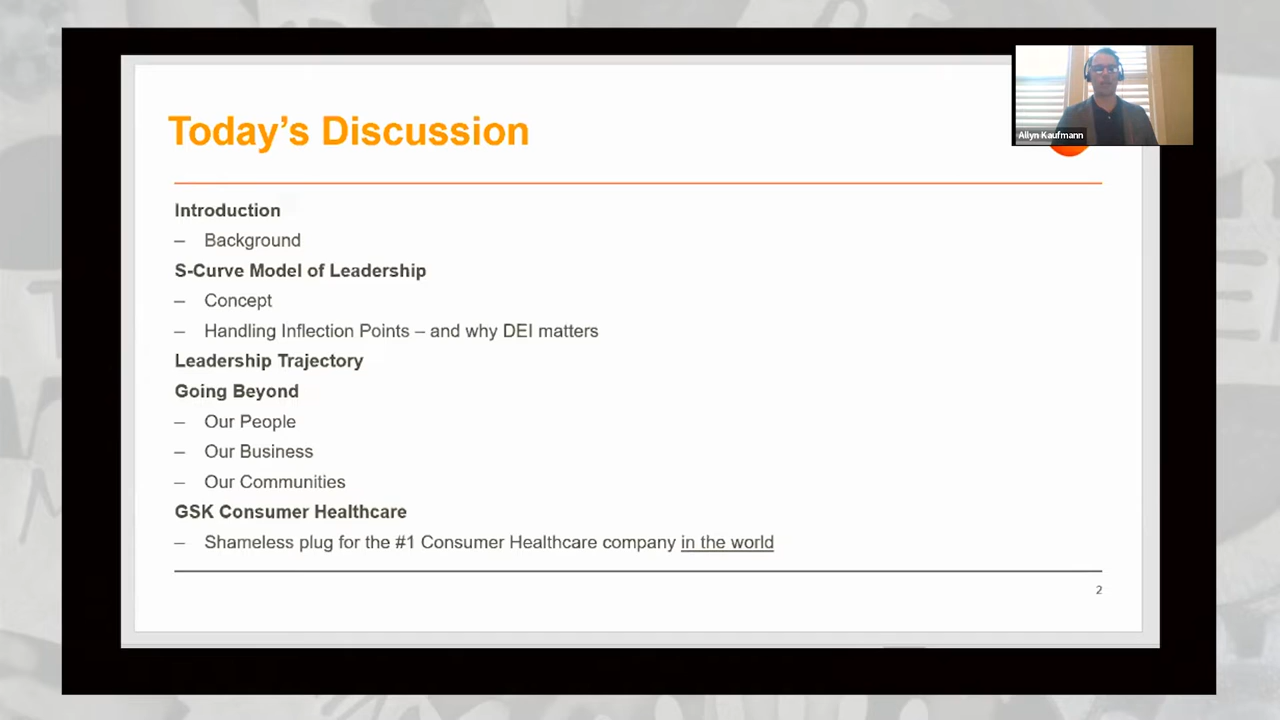 Today's Discussion
Allyn Kaufmann
Introduction
– Background
S-Curve Model of Leadership
– Concept
– Handling Inflection Points – and why DEI matters
Leadership Trajectory
Going Beyond
– Our People
– Our Business
– Our Communities
GSK Consumer Healthcare
– Shameless plug for the #1 Consumer Healthcare company in the world
2